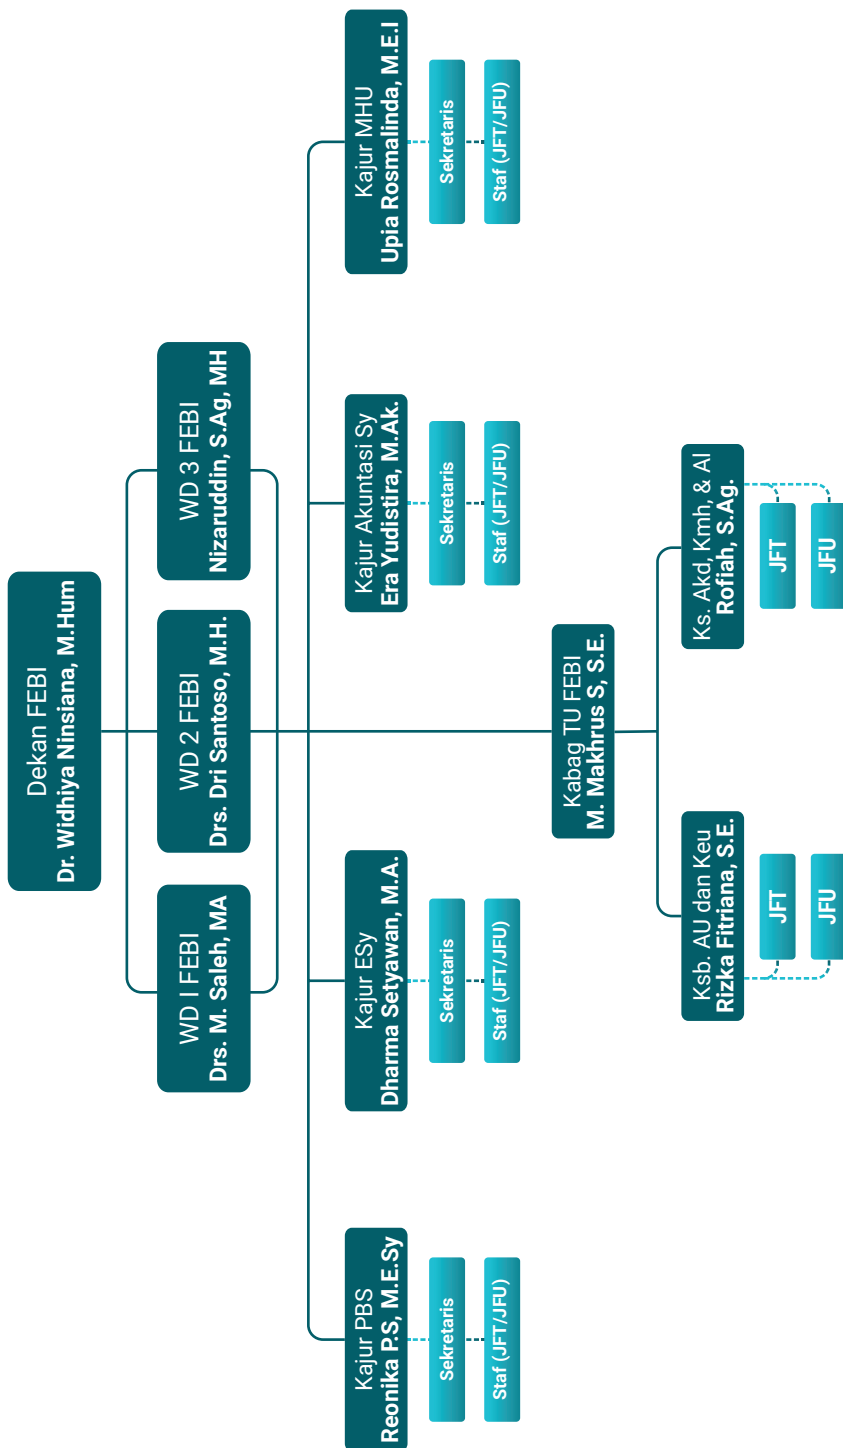 Dekan FEBI
Dr. Widhiya Ninsiana, M.Hum
WD I FEBI
Drs. M. Saleh, MA
WD 2 FEBI
Drs. Dri Santoso, M.H.
WD 3 FEBI
Nizaruddin, S.Ag, MH
Kajur PBS
Reonika P.S, M.E.Sy
Sekretaris
Staf (JFT/JFU)
Kajur ESy
Dharma Setyawan, M.A.
Sekretaris
Staf (JFT/JFU)
Kajur Akuntasi Sy
Era Yudistira, M.Ak.
Sekretaris
Staf (JFT/JFU)
Kajur MHU
Upia Rosmalinda, M.E.I
Sekretaris
Staf (JFT/JFU)
Kabag TU FEBI
M. Makhrus S, S.E.
Ksb. AU dan Keu
Rizka Fitriana, S.E.
JFT
JFU
Ks. Akd, Kmh, & Al
Rofiah, S.Ag.
JFT
JFU